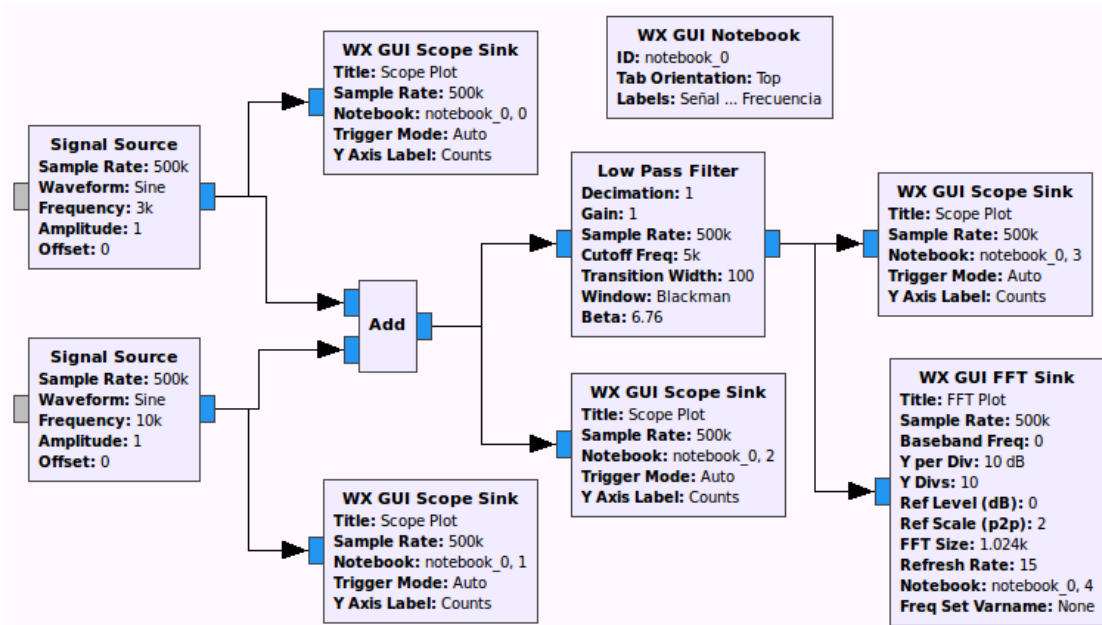 WX GUI Scope Sink
Title: Scope Plot
Sample Rate: 500k
Notebook: notebook_0, 0
Trigger Mode: Auto
Y Axis Label: Counts
WX GUI Notebook
ID: notebook_0
Tab Orientation: Top
Labels: Señal ... Frecuencia
Signal Source
Sample Rate: 500k
Waveform: Sine
Frequency: 3k
Amplitude: 1
Offset: 0
Low Pass Filter
Decimation: 1
Gain: 1
Sample Rate: 500k
Cutoff Freq: 5k
Transition Width: 100
Window: Blackman
Beta: 6.76
WX GUI Scope Sink
Title: Scope Plot
Sample Rate: 500k
Notebook: notebook_0, 3
Trigger Mode: Auto
Y Axis Label: Counts
Add
Signal Source
Sample Rate: 500k
Waveform: Sine
Frequency: 10k
Amplitude: 1
Offset: 0
WX GUI Scope Sink
Title: Scope Plot
Sample Rate: 500k
Notebook: notebook_0, 2
Trigger Mode: Auto
Y Axis Label: Counts
WX GUI FFT Sink
Title: FFT Plot
Sample Rate: 500k
Baseband Freq: 0
Y per Div: 10 dB
Y Divs: 10
Ref Level (dB): 0
Ref Scale (p2p): 2
FFT Size: 1.024k
Refresh Rate: 15
Notebook: notebook_0, 4
Freq Set Varname: None
WX GUI Scope Sink
Title: Scope Plot
Sample Rate: 500k
Notebook: notebook_0, 1
Trigger Mode: Auto
Y Axis Label: Counts